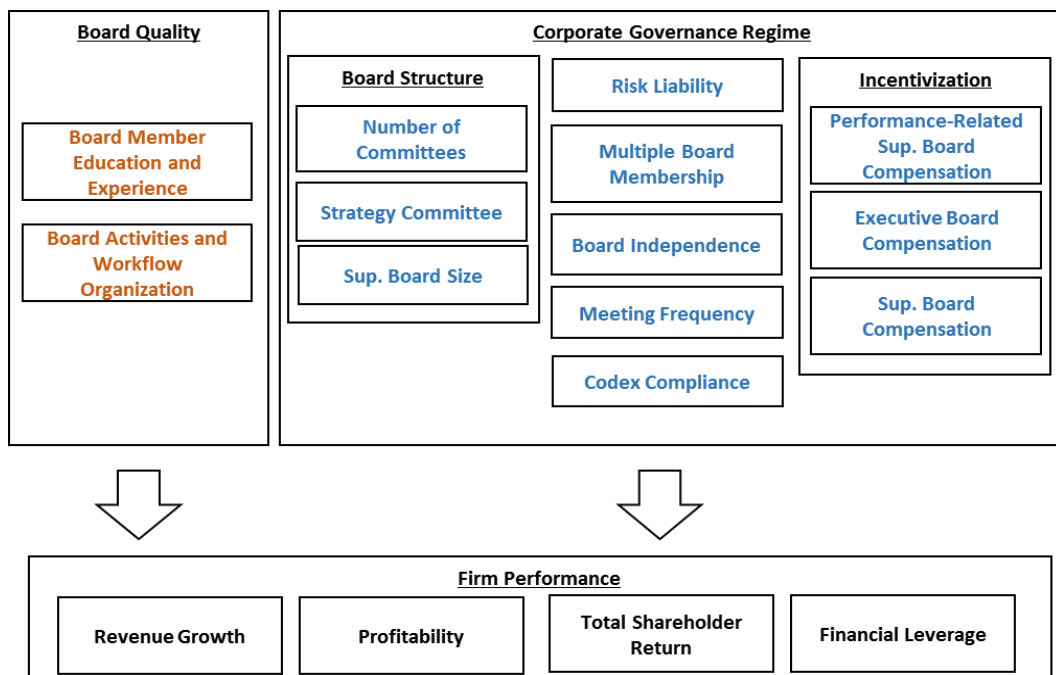 Board Quality
Board Member
Education and
Experience
Board Activities and
Workflow
Organization
Corporate Governance Regime
Board Structure
Number of
Committees
Strategy Committee
Sup. Board Size
Risk Liability
Multiple Board
Membership
Board Independence
Meeting Frequency
Codex Compliance
Incentivization
Performance-Related
Sup. Board
Compensation
Executive Board
Compensation
Sup. Board
Compensation
Firm Performance
Revenue Growth
Profitability
Total Shareholder
Return
Financial Leverage